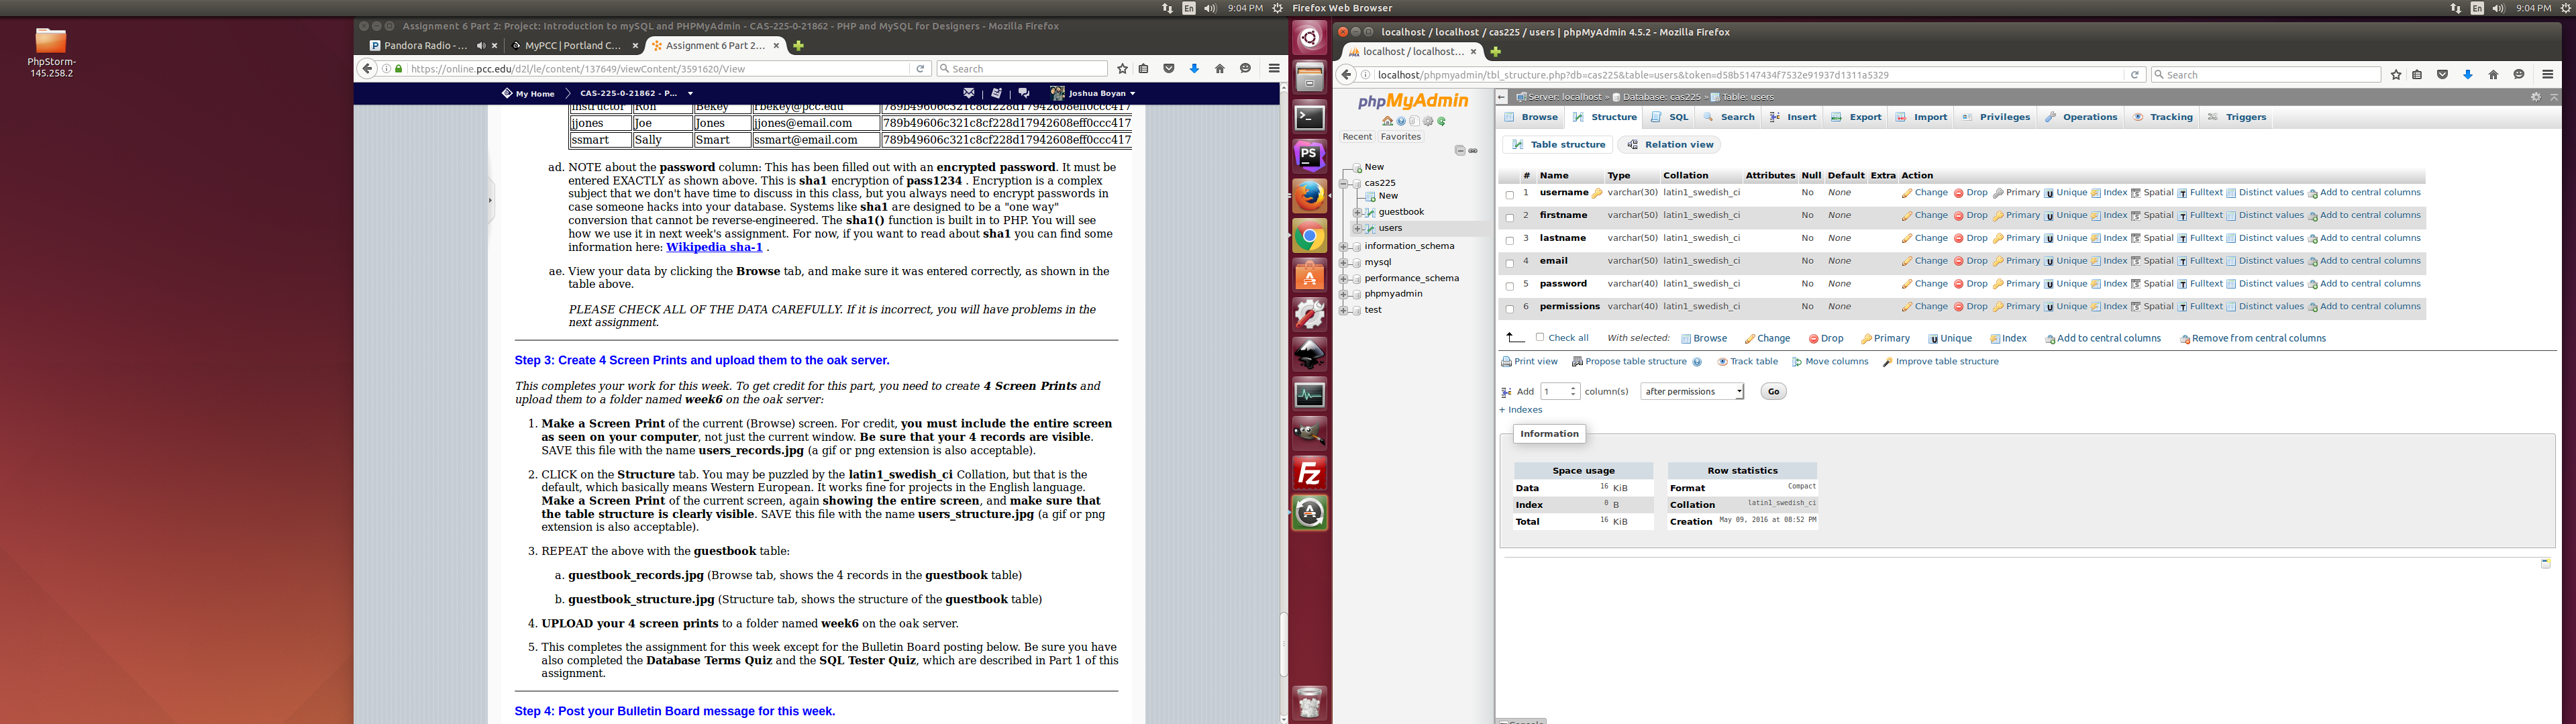 En 9:04 PM
Firefox Web Browser
En 9:04 PM
PhpStorm-
145.258.2
Assignment 6 Part 2: Project: Introduction to mySQL and PHPMyAdmin - CAS-225-0-21862 - PHP and MySQL for Designers - Mozilla Firefox
Pandora Radio - ...
MyPCC | Portland C...
Assignment 6 Part 2...
https://online.pcc.edu/d2l/le/content/137649/viewContent/3591620/View
Search
My Home
CAS-225-0-21862 - P...
Joshua Boyan
instructor Ron Bekey rbekey@pcc.edu 789b49606c321c8cf228d17942608eff0ccc417
jjones Joe Jones jjones@email.com 789b49606c321c8cf228d17942608eff0ccc417
ssmart Sally Smart ssmart@email.com 789b49606c321c8cf228d17942608eff0ccc417
ad. NOTE about the password column: This has been filled out with an encrypted password. It must be
entered EXACTLY as shown above. This is sha1 encryption of pass1234 . Encryption is a complex
subject that we don't have time to discuss in this class, but you always need to encrypt passwords in
case someone hacks into your database. Systems like sha1 are designed to be a "one way"
conversion that cannot be reverse-engineered. The sha1() function is built in to PHP. You will see
how we use it in next week's assignment. For now, if you want to read about sha1 you can find some
information here: Wikipedia sha-1 .
ae. View your data by clicking the Browse tab, and make sure it was entered correctly, as shown in the
table above.
PLEASE CHECK ALL OF THE DATA CAREFULLY. If it is incorrect, you will have problems in the
next assignment.
Step 3: Create 4 Screen Prints and upload them to the oak server.
This completes your work for this week. To get credit for this part, you need to create 4 Screen Prints and
upload them to a folder named week6 on the oak server:
1. Make a Screen Print of the current (Browse) screen. For credit, you must include the entire screen
as seen on your computer, not just the current window. Be sure that your 4 records are visible.
SAVE this file with the name users_records.jpg (a gif or png extension is also acceptable).
2. CLICK on the Structure tab. You may be puzzled by the latin1_swedish_ci Collation, but that is the
default, which basically means Western European. It works fine for projects in the English language.
Make a Screen Print of the current screen, again showing the entire screen, and make sure that
the table structure is clearly visible. SAVE this file with the name users_structure.jpg (a gif or png
extension is also acceptable).
3. REPEAT the above with the guestbook table:
a. guestbook_records.jpg (Browse tab, shows the 4 records in the guestbook table)
b. guestbook_structure.jpg (Structure tab, shows the structure of the guestbook table)
4. UPLOAD your 4 screen prints to a folder named week6 on the oak server.
5. This completes the assignment for this week except for the Bulletin Board posting below. Be sure you have
also completed the Database Terms Quiz and the SQL Tester Quiz, which are described in Part 1 of this
assignment.
Step 4: Post your Bulletin Board message for this week.
PS
Fz
localhost / localhost / cas225 / users | phpMyAdmin 4.5.2 - Mozilla Firefox
localhost / localhost...
localhost/phpmyadmin/tbl_structure.php?db=cas225&table=users&token=d58b5147434f7532e91937d1311a5329
Search
phpMyAdmin
Recent Favorites
New
cas225
New
guestbook
users
information_schema
mysql
performance_schema
phpmyadmin
test
Server: localhost » Database: cas225 » Table: users
Browse Structure SQL Search Insert Export Import Privileges Operations Tracking Triggers
Table structure Relation view
# Name Type Collation Attributes Null Default Extra Action
1 username varchar(30) latin1_swedish_ci No None Change Drop Primary Unique Index Spatial Fulltext Distinct values Add to central columns
2 firstname varchar(50) latin1_swedish_ci No None Change Drop Primary Unique Index Spatial Fulltext Distinct values Add to central columns
3 lastname varchar(50) latin1_swedish_ci No None Change Drop Primary Unique Index Spatial Fulltext Distinct values Add to central columns
4 email varchar(50) latin1_swedish_ci No None Change Drop Primary Unique Index Spatial Fulltext Distinct values Add to central columns
5 password varchar(40) latin1_swedish_ci No None Change Drop Primary Unique Index Spatial Fulltext Distinct values Add to central columns
6 permissions varchar(40) latin1_swedish_ci No None Change Drop Primary Unique Index Spatial Fulltext Distinct values Add to central columns
Check all With selected: Browse Change Drop Primary Unique Index Add to central columns Remove from central columns
Print view Propose table structure Track table Move columns Improve table structure
Add 1 column(s) after permissions Go
+ Indexes
Information
Space usage
Data 16 KiB
Index 0 B
Total 16 KiB
Row statistics
Format Compact
Collation latin1_swedish_ci
Creation May 09, 2016 at 08:52 PM
Console